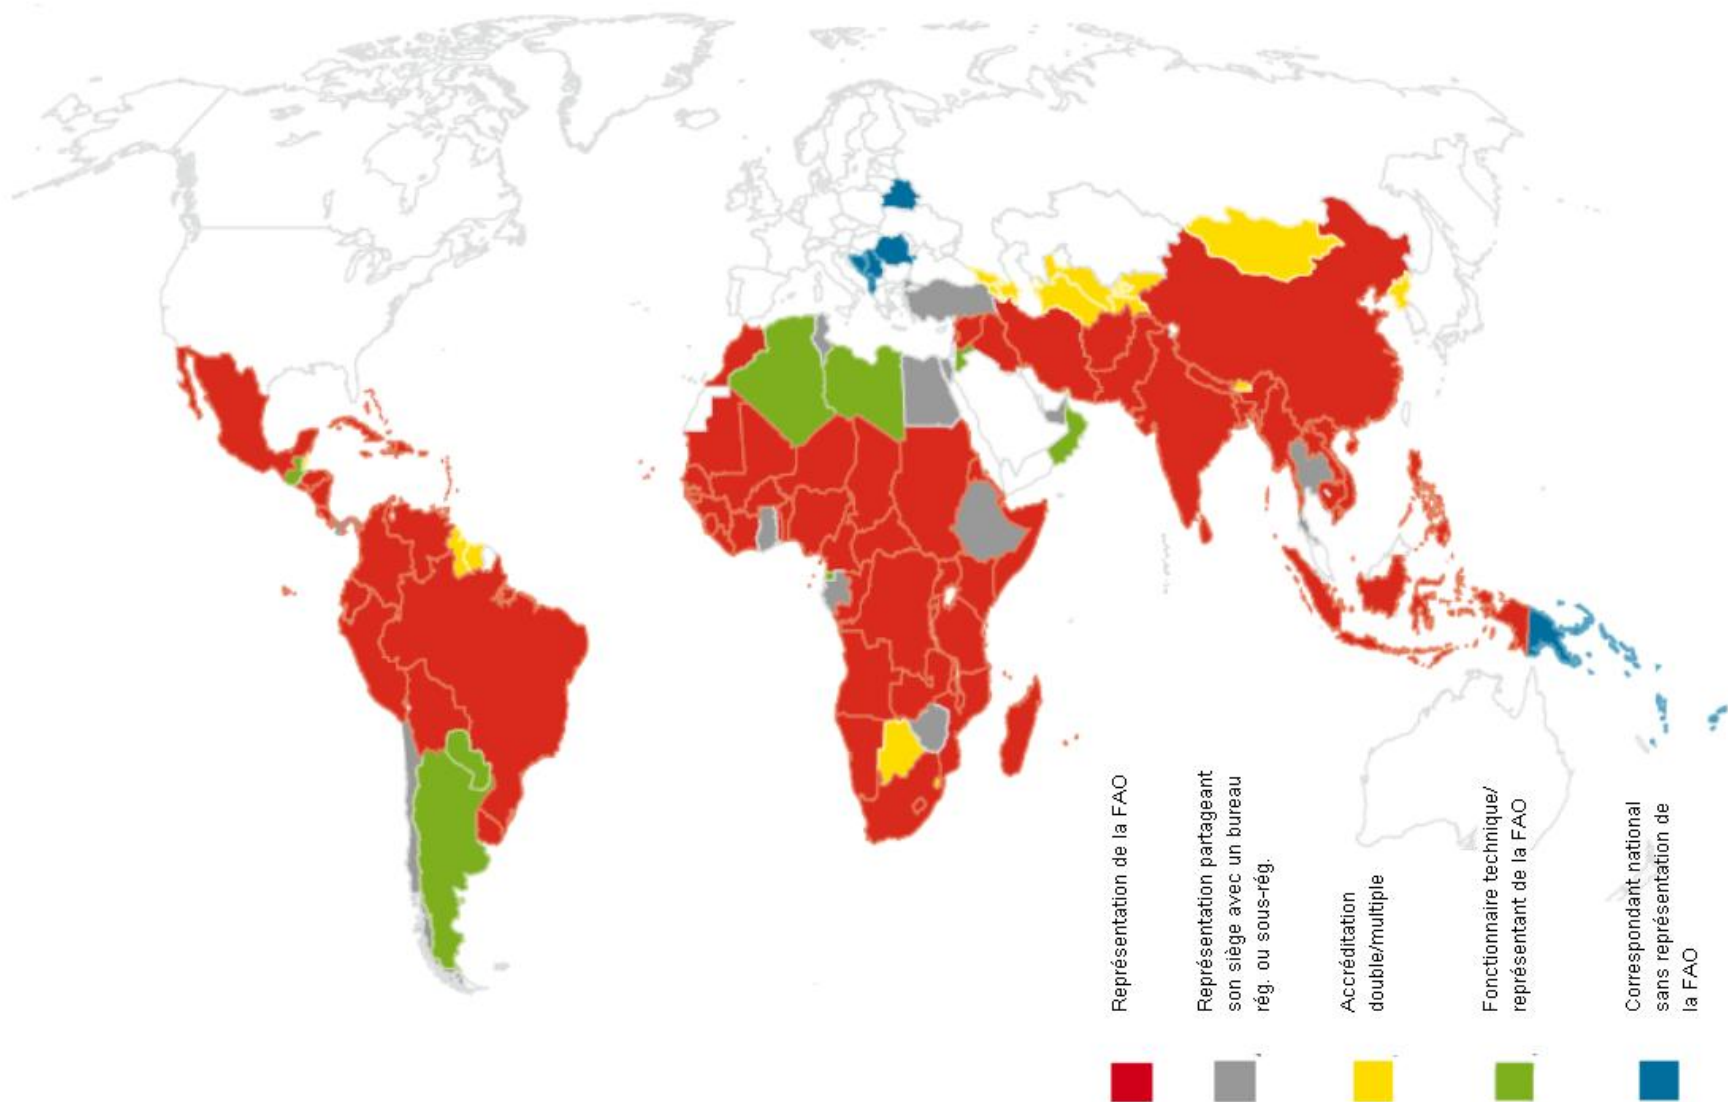 Représentation de la FAO
Représentation partageant
son siège avec un bureau
rég. ou sous-rég.
Accréditation
double/multiple
Fonctionnaire technique/
représentant de la FAO
Correspondant national
sans représentation de
la FAO